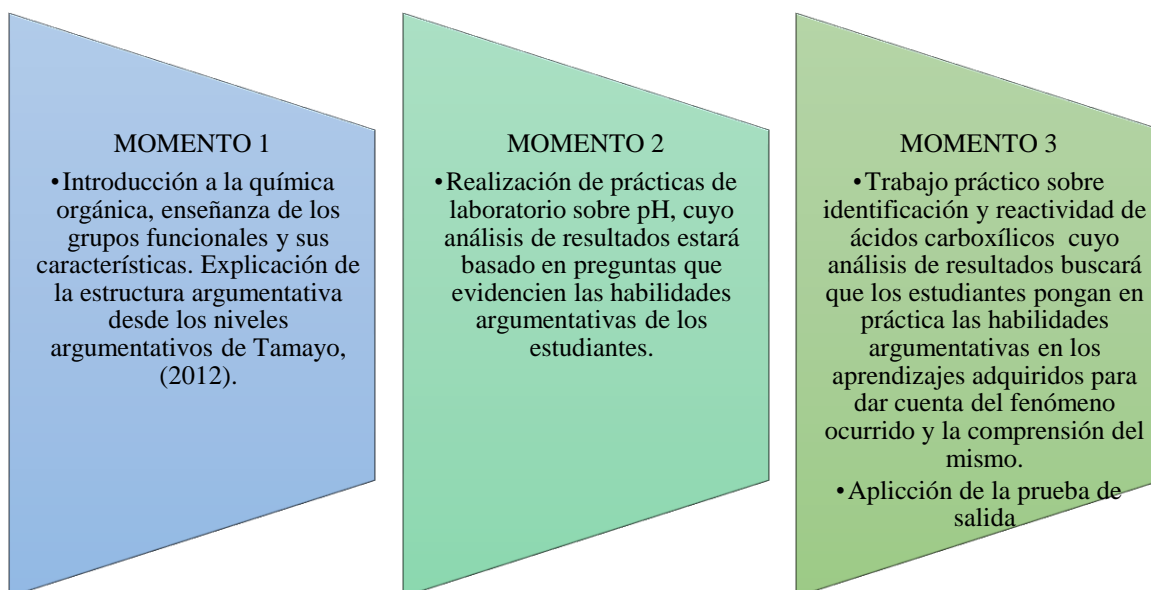 MOMENTO 1
•Introducción a la química
orgánica, enseñanza de los
grupos funcionales y sus
características. Explicación de
la estructura argumentativa
desde los niveles
argumentativos de Tamayo,
(2012).
MOMENTO 2
•Realización de prácticas de
laboratorio sobre pH, cuyo
análisis de resultados estará
basado en preguntas que
evidencien las habilidades
argumentativas de los
estudiantes.
MOMENTO 3
•Trabajo práctico sobre
identificación y reactividad de
ácidos carboxílicos cuyo
análisis de resultados buscará
que los estudiantes pongan en
práctica las habilidades
argumentativas en los
aprendizajes adquiridos para
dar cuenta del fenómeno
ocurrido y la comprensión del
mismo.
•Aplicción de la prueba de
salida